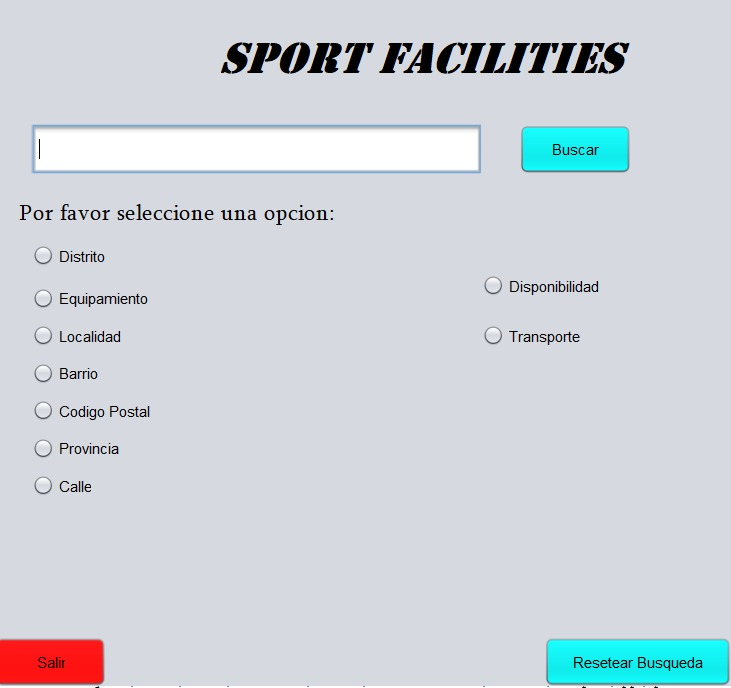 SPORT FACILITIES
Buscar
Por favor seleccione una opcion:
Distrito
Equipamiento
Localidad
Barrio
Codigo Postal
Provincia
Calle
Disponibilidad
Transporte
Salir
Resetear Busqueda